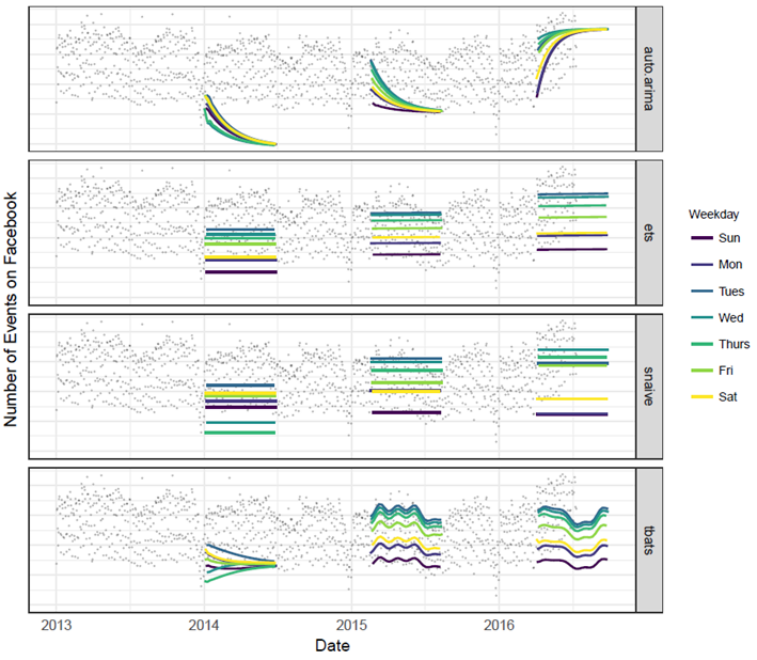 auto.arima
ets
snaive
tbats
Number of Events on Facebook
2013 2014 2015 2016
Date
Weekday
Sun
Mon
Tues
Wed
Thurs
Fri
Sat